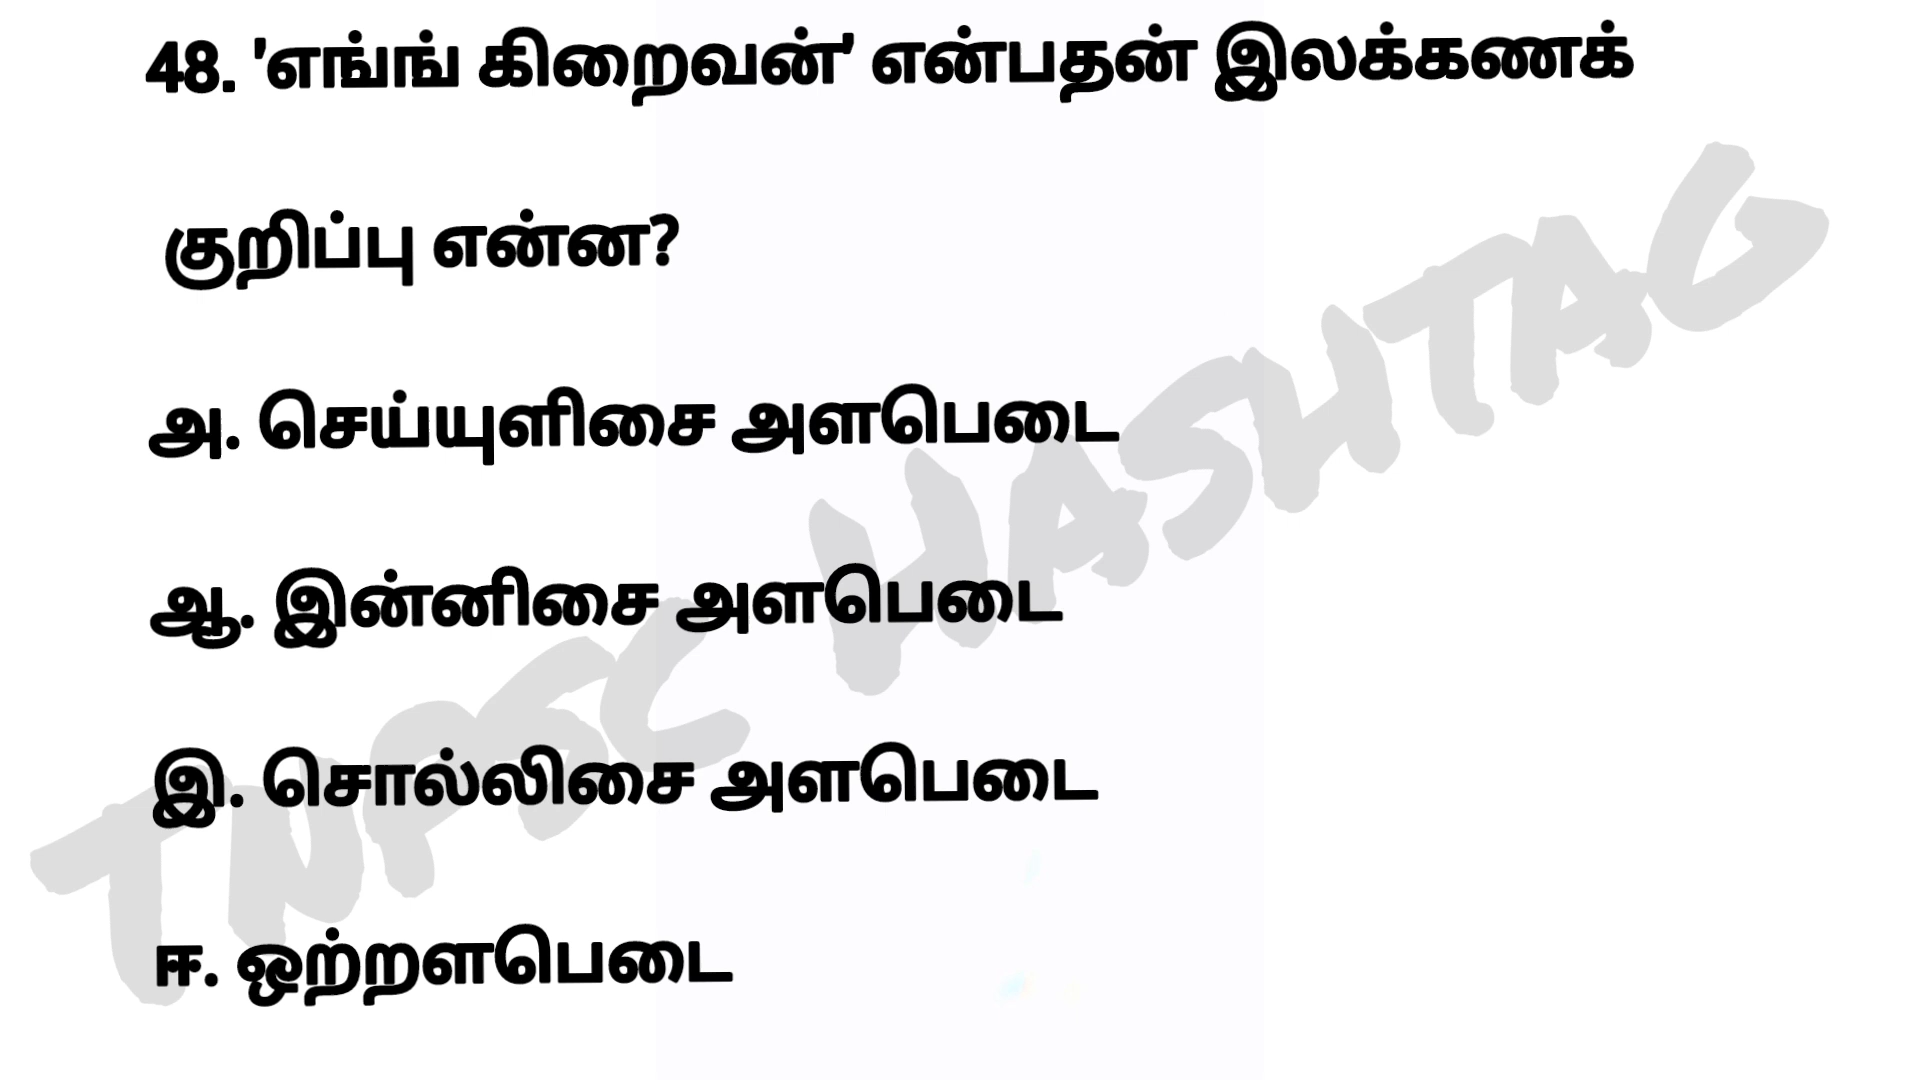 48. 'எங்ங் கிறைவன்' என்பதன் இலக்கணக்
குறிப்பு என்ன?
அ. செய்யுளிசை அளபெடை
ஆ. இன்னிசை அளபெடை
இ. சொல்லிசை அளபெடை
ஈ. ஒற்றளபெடை
TNPSC HASHTAG